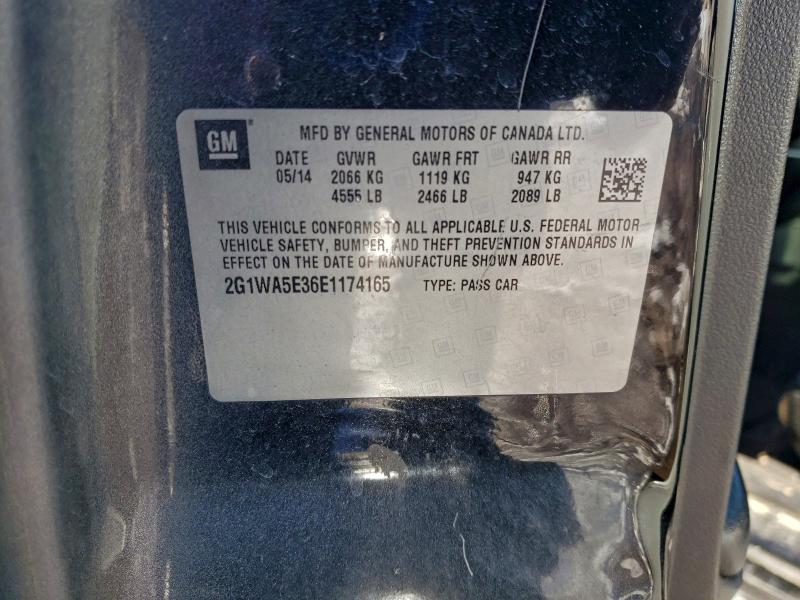 GM ®
MFD BY GENERAL MOTORS OF CANADA LTD.
DATE GVWR GAWR FRT GAWR RR
05/14 2066 KG 1119 KG 947 KG
4555 LB 2466 LB 2089 LB
THIS VEHICLE CONFORMS TO ALL APPLICABLE U.S. FEDERAL MOTOR
VEHICLE SAFETY, BUMPER, AND THEFT PREVENTION STANDARDS IN
EFFECT ON THE DATE OF MANUFACTURE SHOWN ABOVE.
2G1WA5E36E1174165 TYPE: PASS CAR